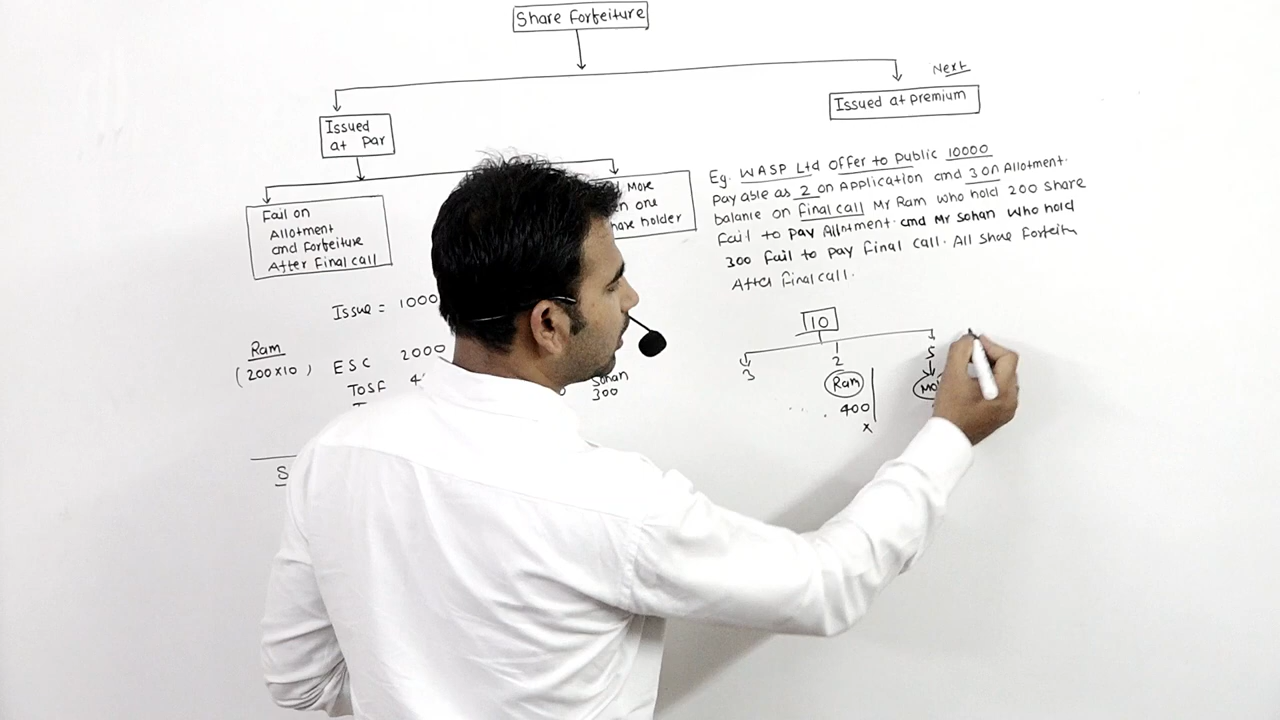 Share Forfeiture
Next
Issued
at Par
Issued at premium
Fail on
Allotment
and Forfeiture
After Final call
More
one
holder
Eg. WASP Ltd offer to Public 10000
Payable as 2 on Application and 3 on Allotment.
balanc on final call Mr Ram who hold 200 share
fail to pay Allotment and Mr Sohan who hold
300 fail to pay final call. All share Forfeitu
After final call.
Issue = 1000
Ram
(200x10) ESC 2000
TOSF 4
Sohan
300
S
10
3 2 5
Ram
400
x